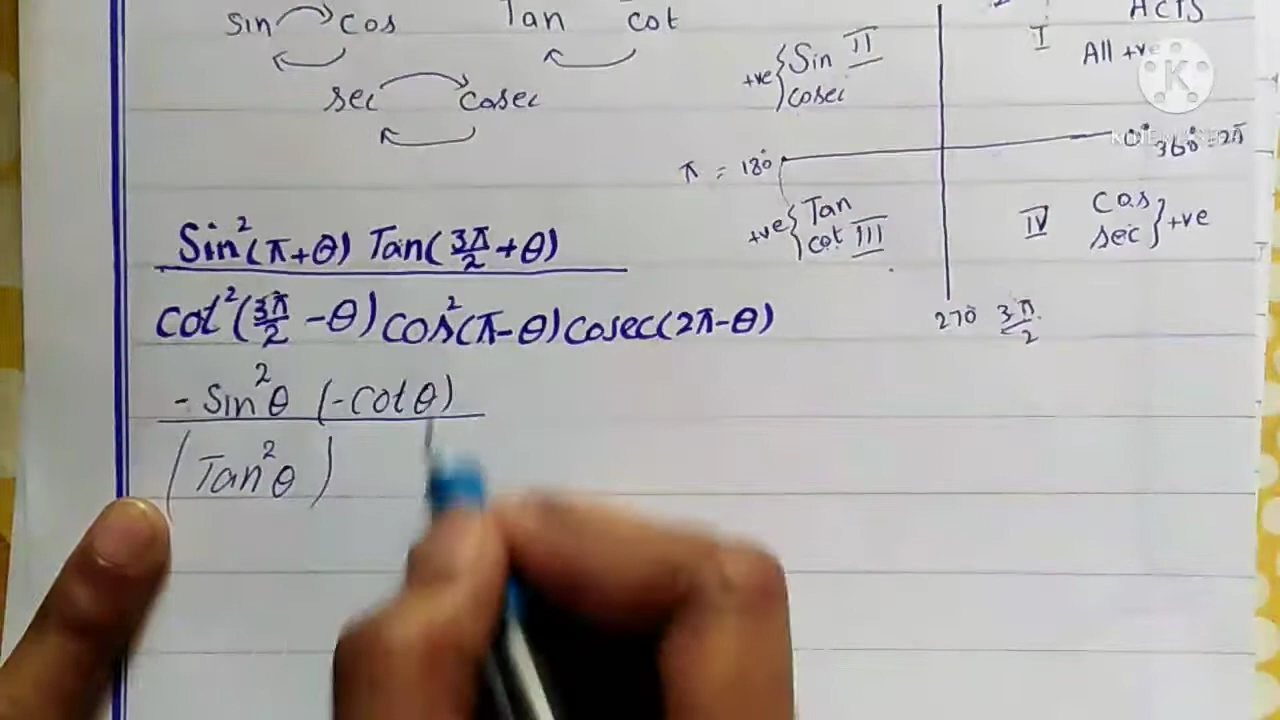 sin cos Tan cot
sec cosec
ACTS
I
All +ve
+ve { Sin II
cosec
π = 180°
0° 360° = 2π
+ve { Tan
cot III
IV cos
sec } +ve
270° 3π/2
Sin²(π+θ) Tan(3π/2+θ)
cot²(3π/2-θ) cos²(π-θ) cosec(2π-θ)
-Sin²θ (-cotθ)
(Tan²θ)
K